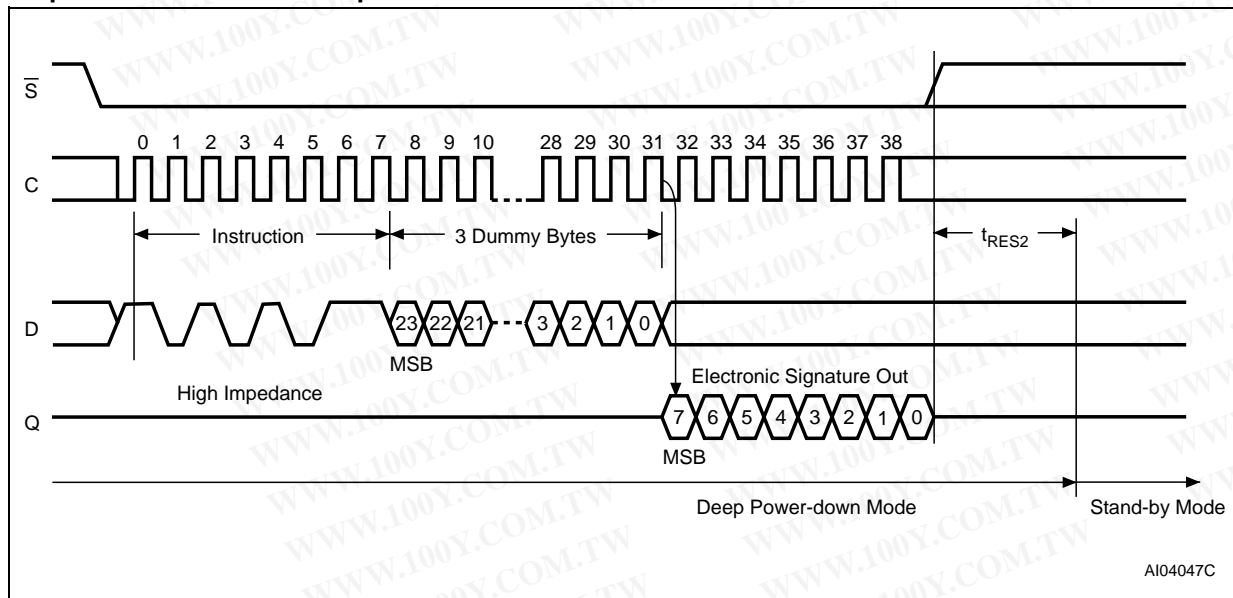 S
0 1 2 3 4 5 6 7 8 9 10 28 29 30 31 32 33 34 35 36 37 38
C
Instruction 3 Dummy Bytes tRES2
D 23 22 21 3 2 1 0
MSB
High Impedance Electronic Signature Out
Q 7 6 5 4 3 2 1 0
MSB
Deep Power-down Mode Stand-by Mode
AI04047C
WWW.100Y.COM.TW